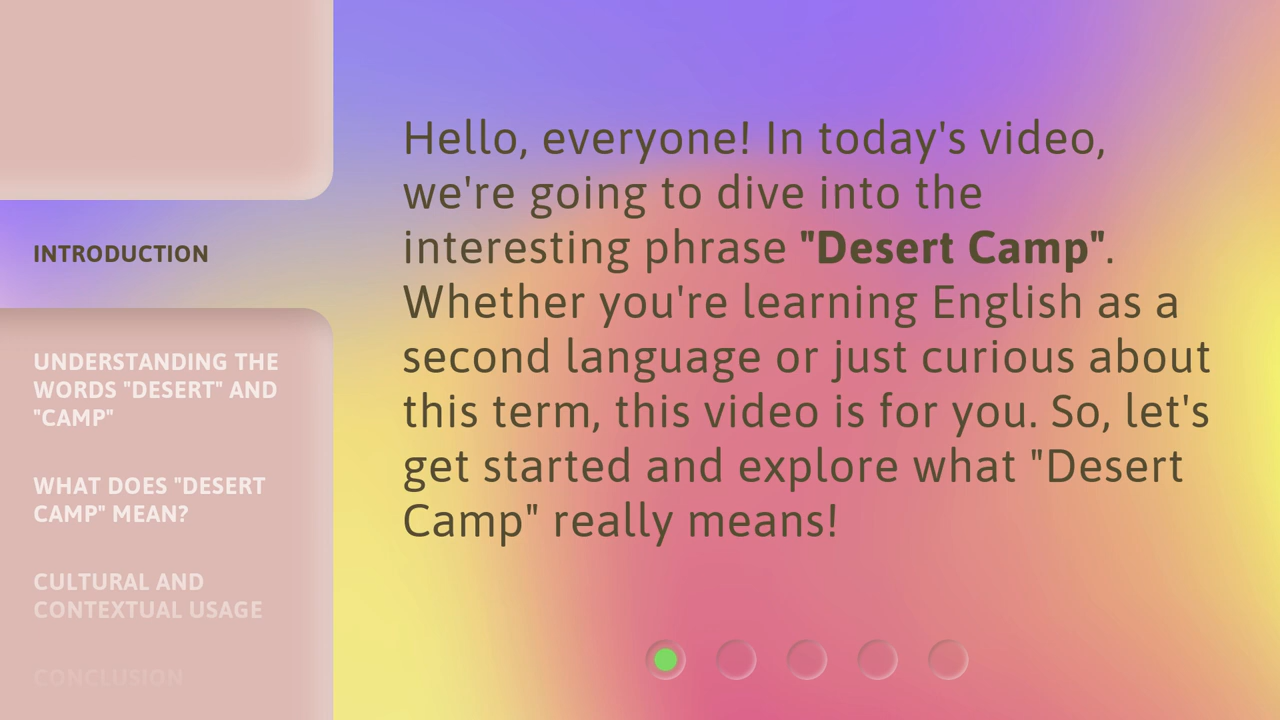 INTRODUCTION
UNDERSTANDING THE
WORDS "DESERT" AND
"CAMP"
WHAT DOES "DESERT
CAMP" MEAN?
CULTURAL AND
CONTEXTUAL USAGE
CONCLUSION
Hello, everyone! In today's video,
we're going to dive into the
interesting phrase "Desert Camp".
Whether you're learning English as a
second language or just curious about
this term, this video is for you. So, let's
get started and explore what "Desert
Camp" really means!